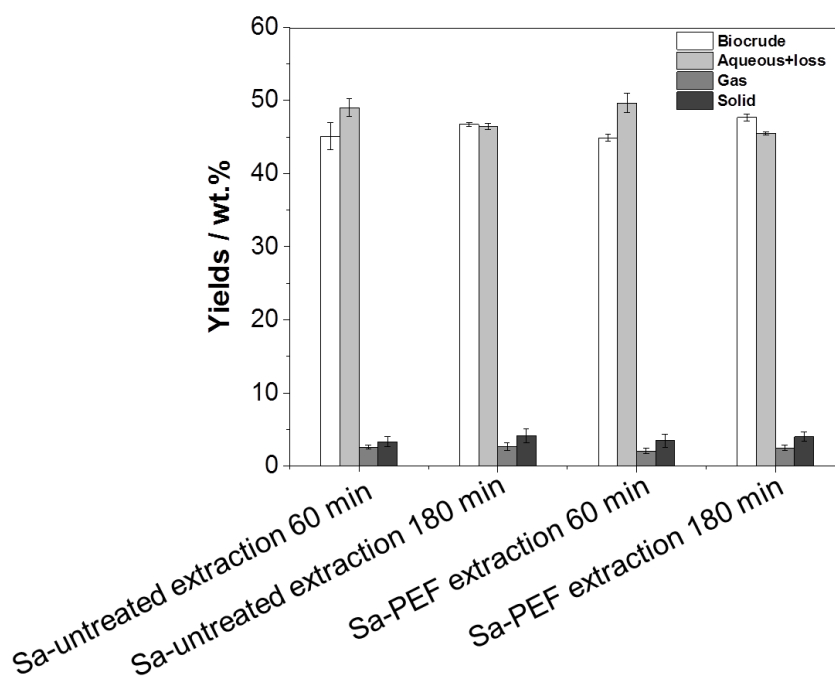 60
50
40
30
20
10
0
Yields / wt.%
Biocrude
Aqueous+loss
Gas
Solid
Sa-untreated extraction 60 min
Sa-untreated extraction 180 min
Sa-PEF extraction 60 min
Sa-PEF extraction 180 min